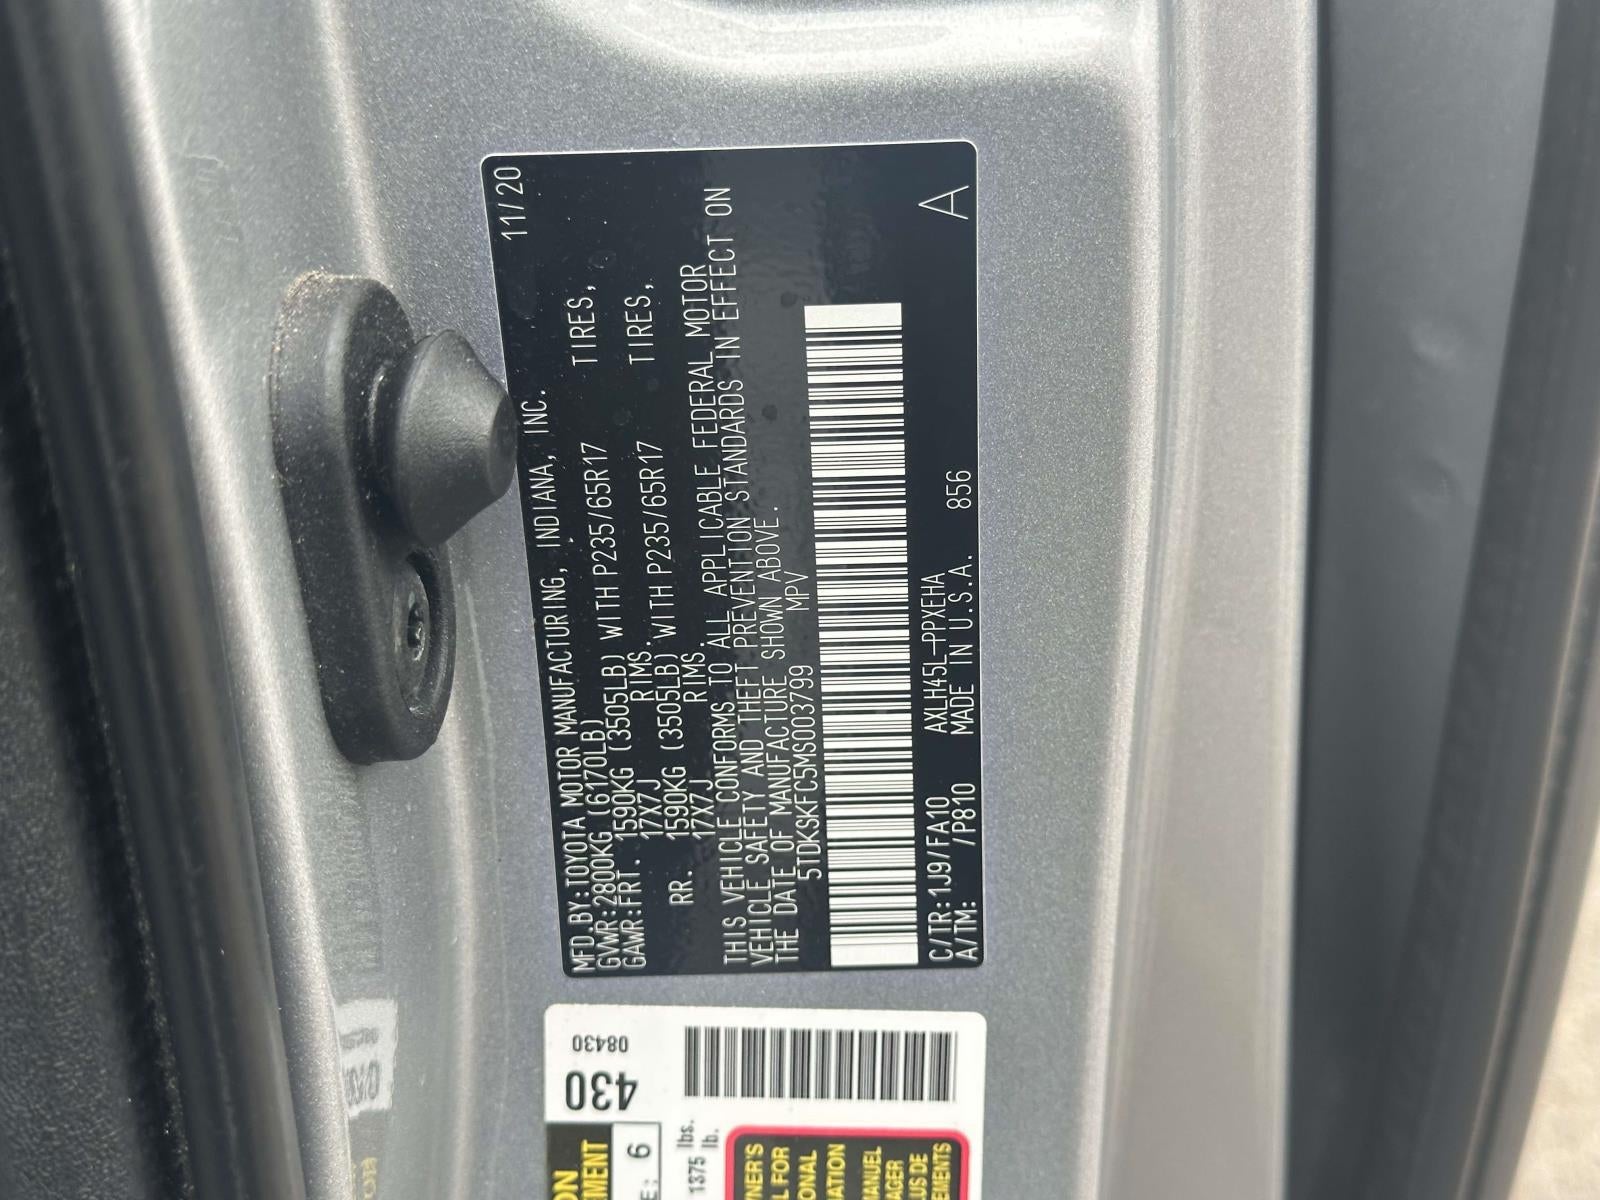 11/20
MFD.BY:TOYOTA MOTOR MANUFACTURING, INDIANA, INC.
GVWR:2800KG (6170LB)
GAWR:FRT. 1590KG (3505LB) WITH P235/65R17 TIRES,
17X7J RIMS.
RR. 1590KG (3505LB) WITH P235/65R17 TIRES,
17X7J RIMS.
THIS VEHICLE CONFORMS TO ALL APPLICABLE FEDERAL MOTOR
VEHICLE SAFETY AND THEFT PREVENTION STANDARDS IN EFFECT ON
THE DATE OF MANUFACTURE SHOWN ABOVE.
5TDKSKFC5MS003799 MPV
C/TR:1J9/FA10 AXLH45L-PPXEHA
A/TM: /P810 MADE IN U.S.A. 856
A
08430
430
6
1375 lbs.
lb.